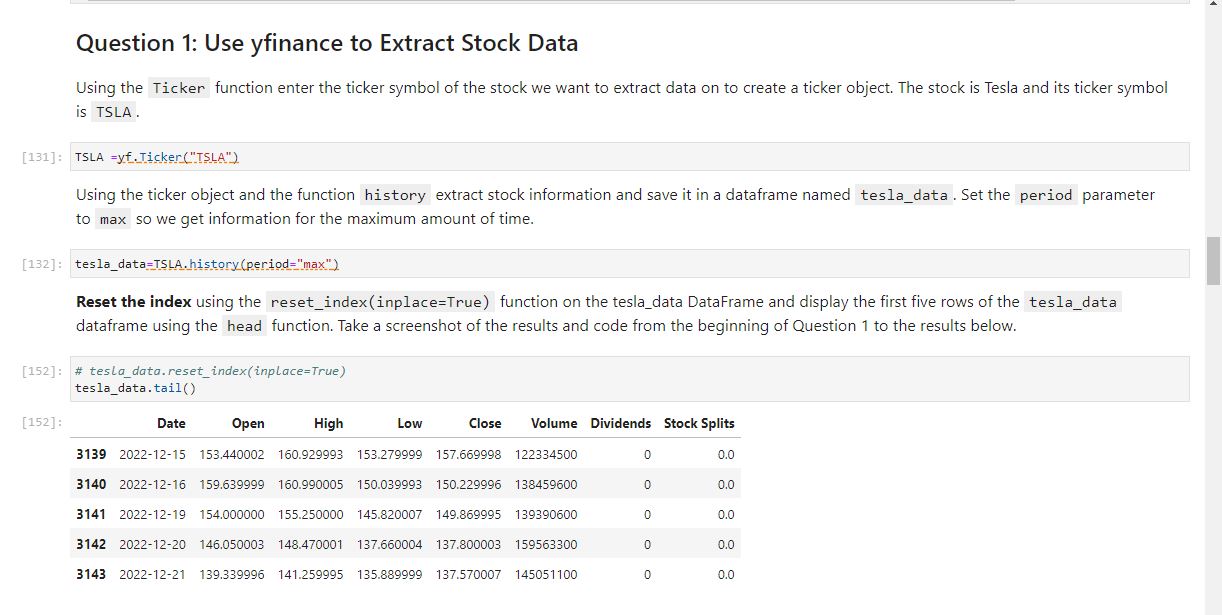 Question 1: Use yfinance to Extract Stock Data
Using the Ticker function enter the ticker symbol of the stock we want to extract data on to create a ticker object. The stock is Tesla and its ticker symbol
is TSLA .
[131]: TSLA =yf.Ticker("TSLA")
Using the ticker object and the function history extract stock information and save it in a dataframe named tesla_data . Set the period parameter
to max so we get information for the maximum amount of time.
[132]: tesla_data=TSLA.history(period="max")
Reset the index using the reset_index(inplace=True) function on the tesla_data DataFrame and display the first five rows of the tesla_data
dataframe using the head function. Take a screenshot of the results and code from the beginning of Question 1 to the results below.
[152]: # tesla_data.reset_index(inplace=True)
tesla_data.tail()
[152]: Date Open High Low Close Volume Dividends Stock Splits
3139 2022-12-15 153.440002 160.929993 153.279999 157.669998 122334500 0 0.0
3140 2022-12-16 159.639999 160.990005 150.039993 150.229996 138459600 0 0.0
3141 2022-12-19 154.000000 155.250000 145.820007 149.869995 139390600 0 0.0
3142 2022-12-20 146.050003 148.470001 137.660004 137.800003 159563300 0 0.0
3143 2022-12-21 139.339996 141.259995 135.889999 137.570007 145051100 0 0.0